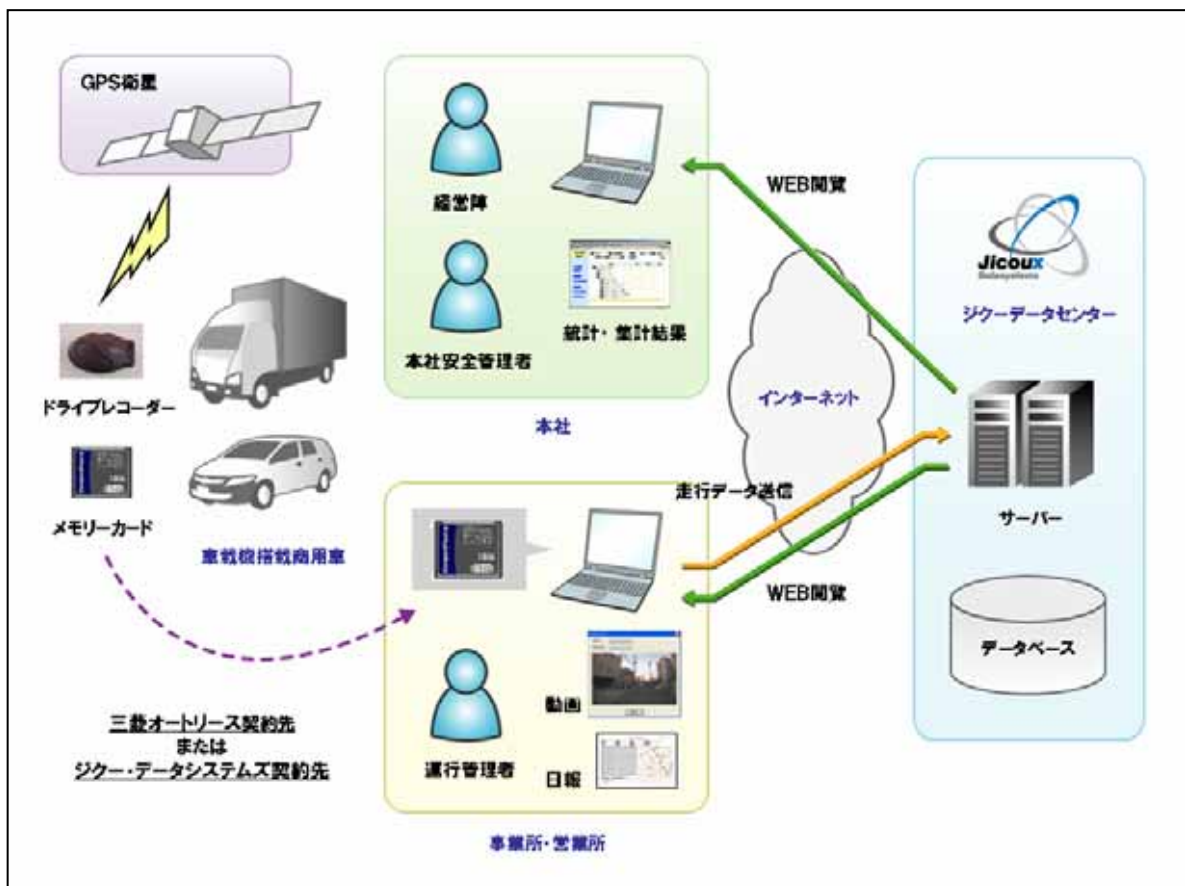 GPS衛星
ドライブレコーダー
メモリーカード
車載機搭載商用車
三菱オートリース契約先
または
ジクー・データシステムズ契約先
経営陣
本社安全管理者
統計・集計結果
本社
運行管理者
動画
日報
事業所・営業所
WEB閲覧
インターネット
走行データ送信
WEB閲覧
Jicoux
Datasystems
ジクーデータセンター
サーバー
データベース